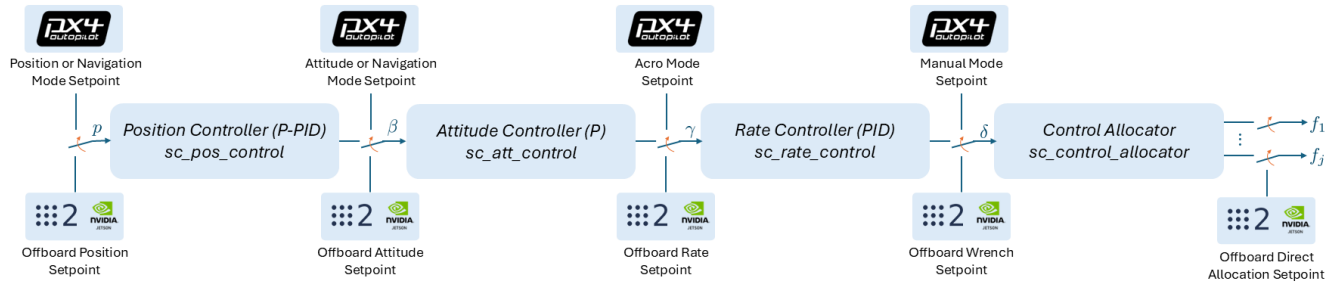 px4
autopilot
Position or Navigation
Mode Setpoint
px4
autopilot
Attitude or Navigation
Mode Setpoint
px4
autopilot
Acro Mode
Setpoint
px4
autopilot
Manual Mode
Setpoint
p
Position Controller (P-PID)
sc_pos_control
β
Attitude Controller (P)
sc_att_control
γ
Rate Controller (PID)
sc_rate_control
δ
Control Allocator
sc_control_allocator
⋮
f₁
fⱼ
2
NVIDIA
JETSON
Offboard Position
Setpoint
2
NVIDIA
JETSON
Offboard Attitude
Setpoint
2
NVIDIA
JETSON
Offboard Rate
Setpoint
2
NVIDIA
JETSON
Offboard Wrench
Setpoint
2
NVIDIA
JETSON
Offboard Direct
Allocation Setpoint